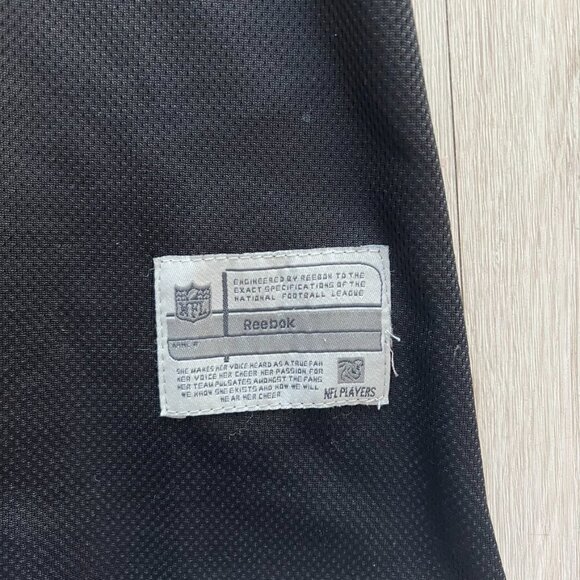 ENGINEERED BY REEBOK TO THE
EXACT SPECIFICATIONS OF THE
NATIONAL FOOTBALL LEAGUE
NFL
Reebok
SHE MAKES HER VOICE HEARD AS A TRUE FAN
HER VOICE HER CHEER HER PASSION FOR
HER TEAM PULSATES AMONGST THE FANS
WE KNOW SHE EXISTS AND NOW WE WILL
HEAR HER CHEER
NFL PLAYERS